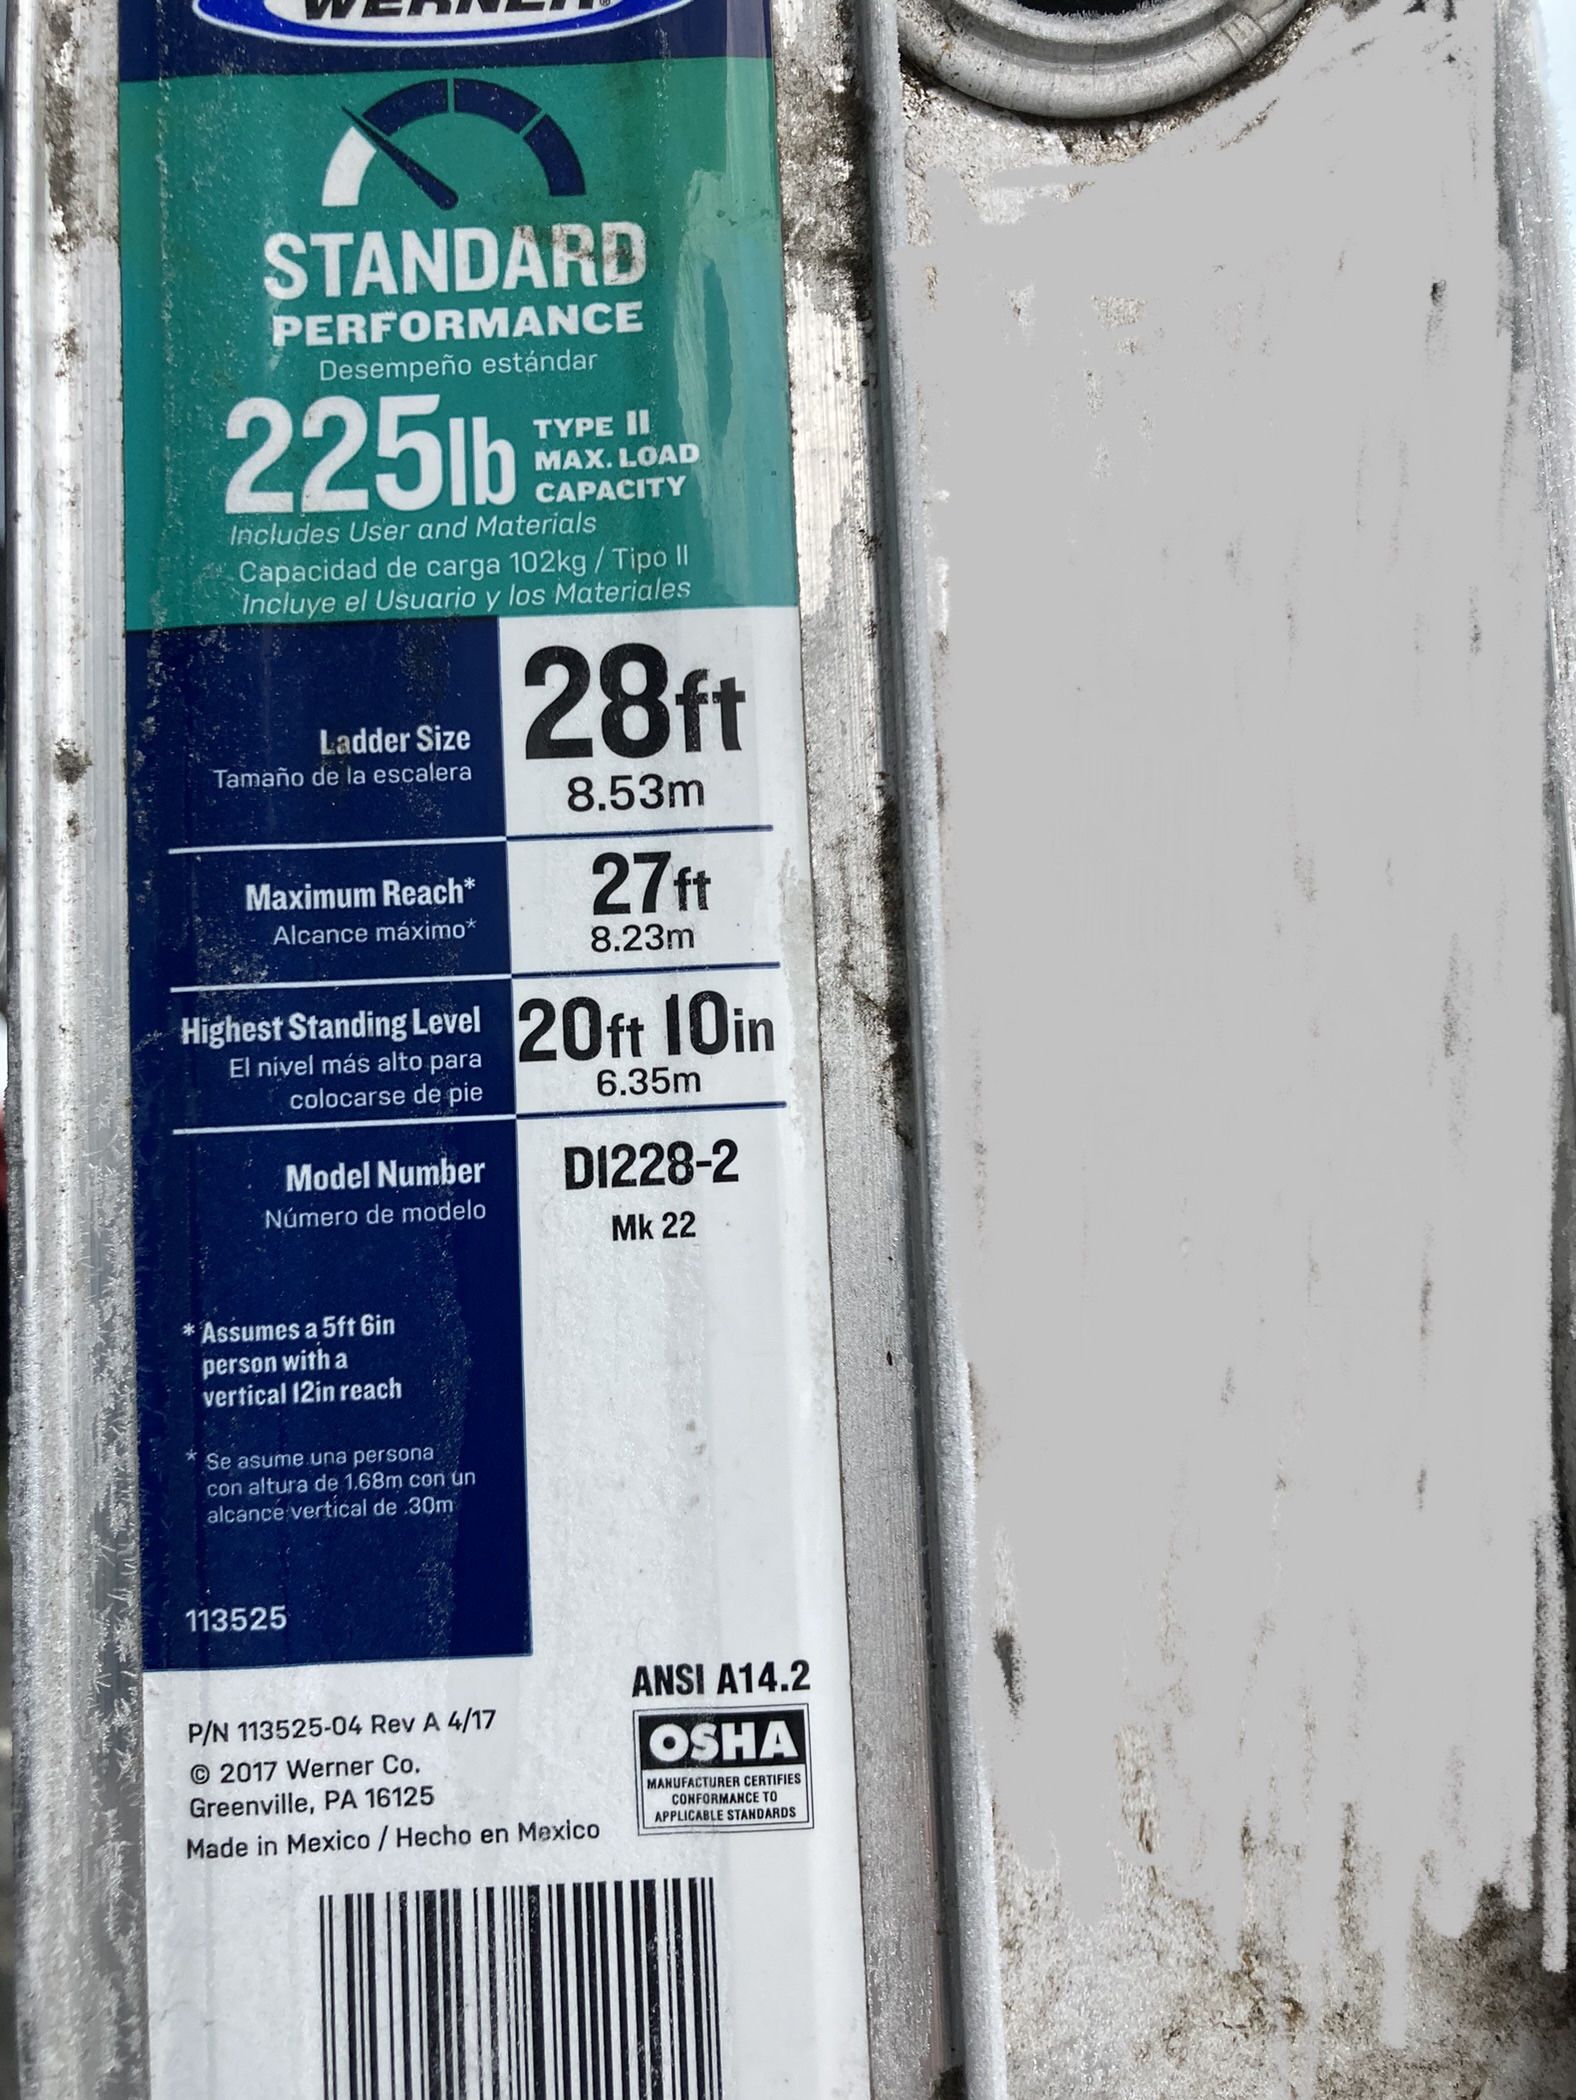 WERNER®
STANDARD
PERFORMANCE
Desempeño estándar
225lb TYPE II
MAX. LOAD
CAPACITY
Includes User and Materials
Capacidad de carga 102kg / Tipo II
Incluye el Usuario y los Materiales
Ladder Size
Tamaño de la escalera
28ft
8.53m
Maximum Reach*
Alcance máximo*
27ft
8.23m
Highest Standing Level
El nivel más alto para
colocarse de pie
20ft 10in
6.35m
Model Number
Número de modelo
D1228-2
Mk 22
* Assumes a 5ft 6in
person with a
vertical 12in reach
* Se asume una persona
con altura de 1.68m con un
alcance vertical de .30m
113525
ANSI A14.2
OSHA
MANUFACTURER CERTIFIES
CONFORMANCE TO
APPLICABLE STANDARDS
P/N 113525-04 Rev A 4/17
© 2017 Werner Co.
Greenville, PA 16125
Made in Mexico / Hecho en Mexico